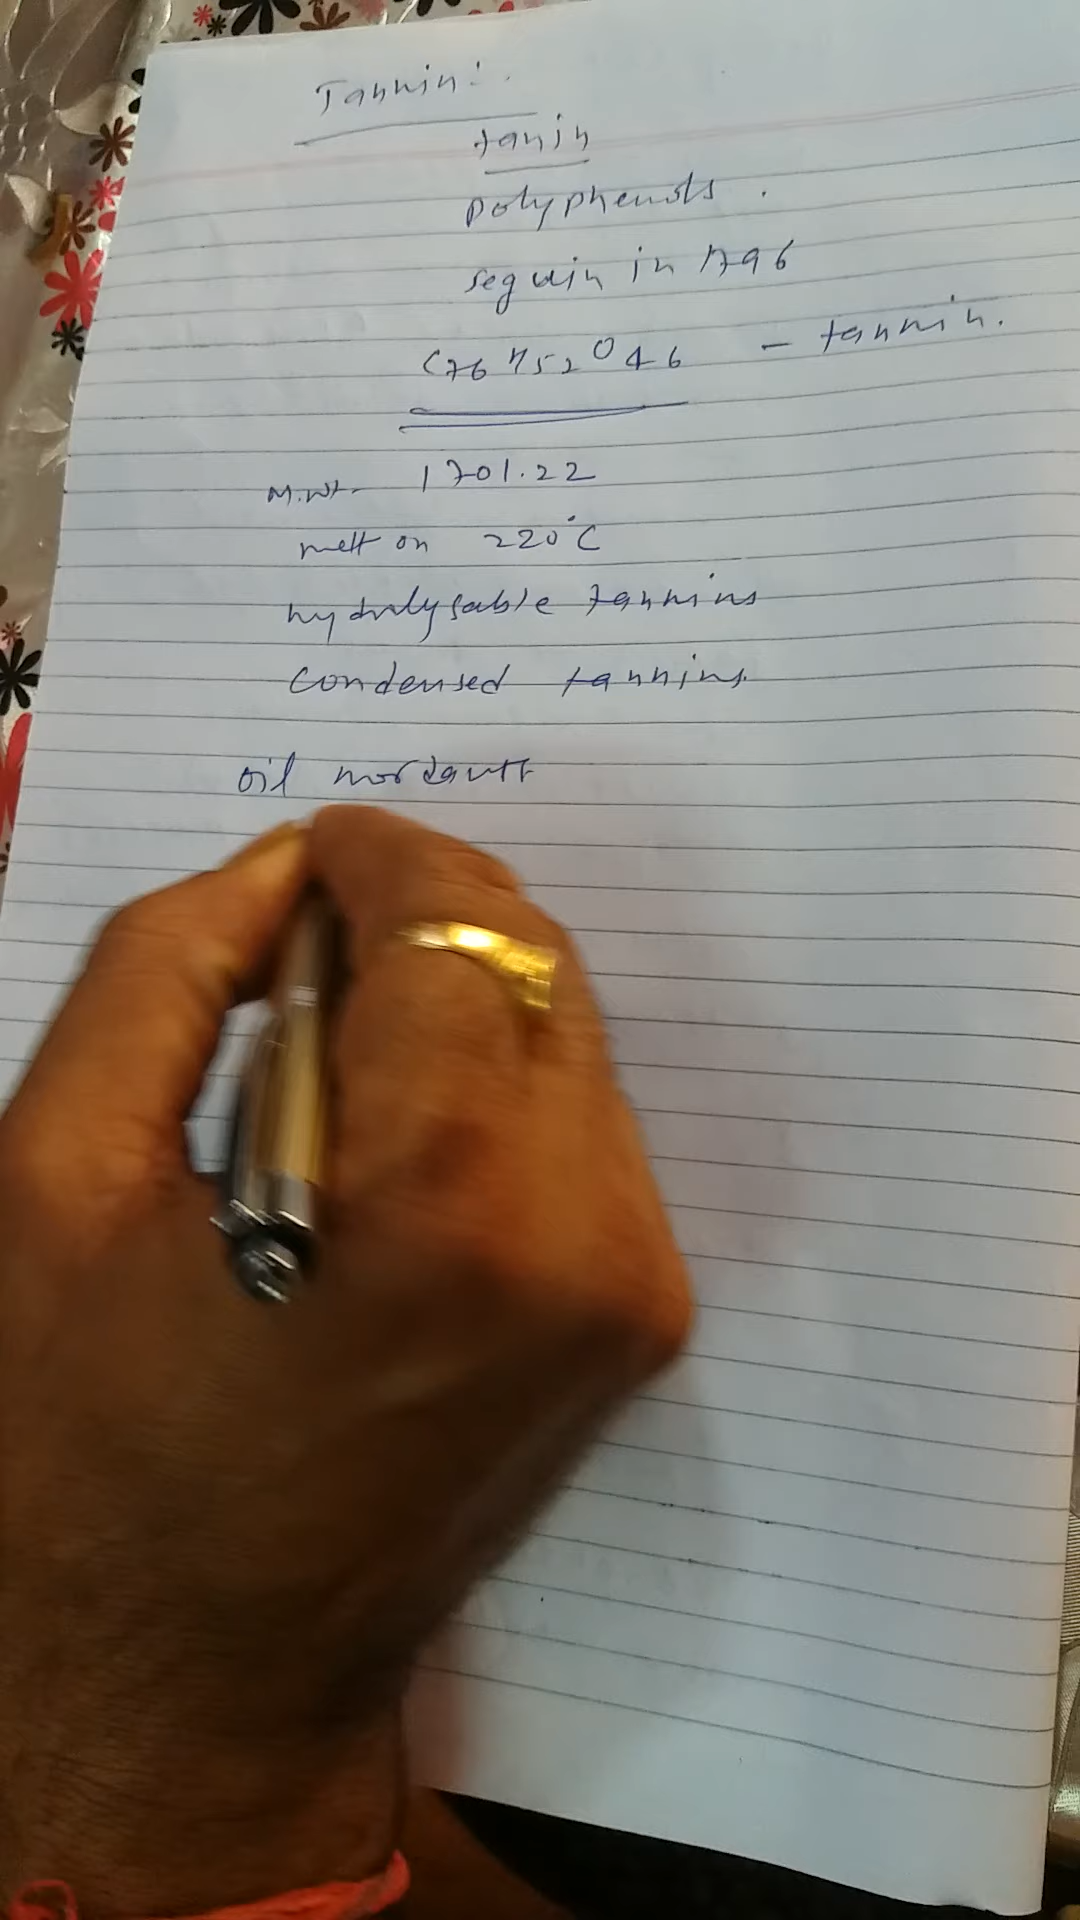 Tannin:
tanin
polyphenols.
seguin in 1796
C76H52O46 - tannin.
M.wt. 1701.22
melt on 220°C
hydrolysable tannins
condensed tannins.
oil mordant